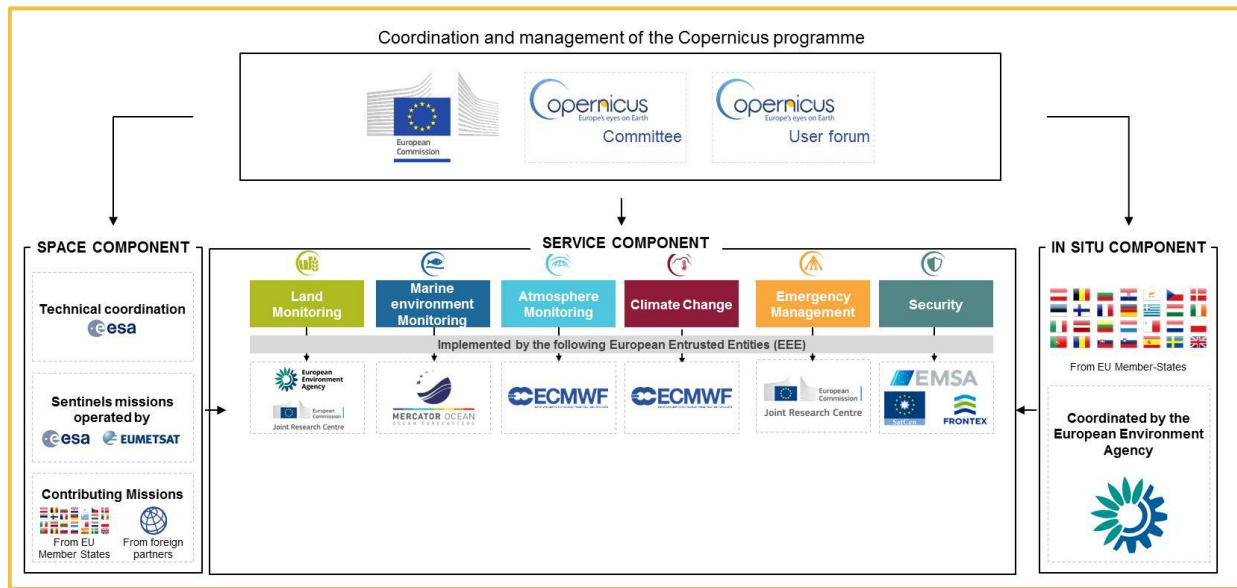 Coordination and management of the Copernicus programme
European
Commission
Copernicus
Europe's eyes on Earth
Committee
Copernicus
Europe's eyes on Earth
User forum
SPACE COMPONENT
Technical coordination
esa
Sentinels missions
operated by
esa
EUMETSAT
Contributing Missions
From EU
Member States
From foreign
partners
SERVICE COMPONENT
Land
Monitoring
Marine
environment
Monitoring
Atmosphere
Monitoring
Climate Change
Emergency
Management
Security
Implemented by the following European Entrusted Entities (EEE)
European
Environment
Agency
European
Commission
Joint Research Centre
MERCATOR OCEAN
OCEAN FORECASTERS
ECMWF
ECMWF
European
Commission
Joint Research Centre
EMSA
SatCen
FRONTEX
IN SITU COMPONENT
From EU Member-States
Coordinated by the
European Environment
Agency